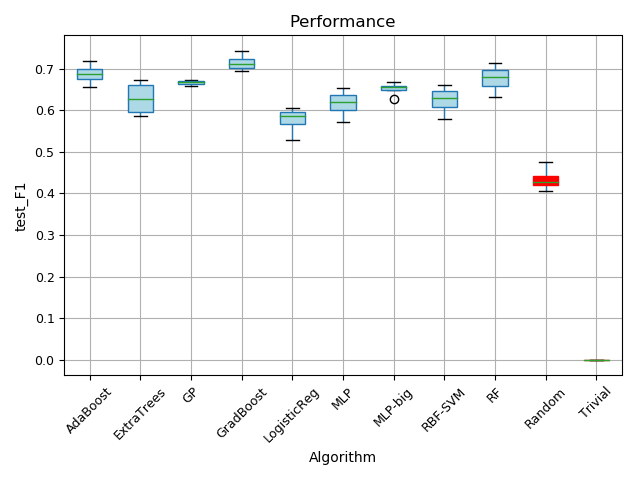 Performance
test_F1
0.7
0.6
0.5
0.4
0.3
0.2
0.1
0.0
AdaBoost
ExtraTrees
GP
GradBoost
LogisticReg
MLP
MLP-big
RBF-SVM
RF
Random
Trivial
Algorithm